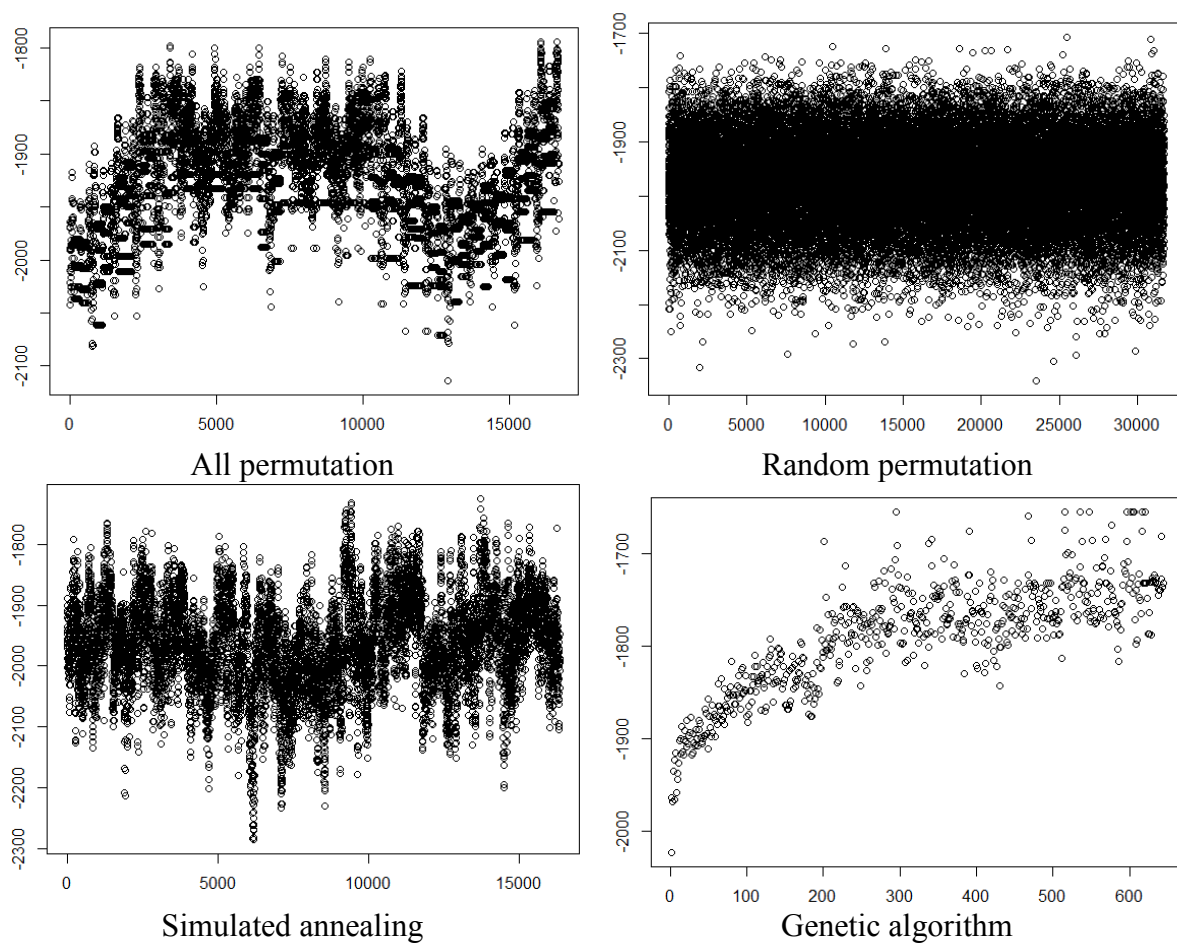 -1800
-1900
-2000
-2100
0 5000 10000 15000
All permutation
-1700
-1900
-2100
-2300
0 5000 10000 15000 20000 25000 30000
Random permutation
-1800
-1900
-2000
-2100
-2200
-2300
0 5000 10000 15000
Simulated annealing
-1700
-1800
-1900
-2000
0 100 200 300 400 500 600
Genetic algorithm